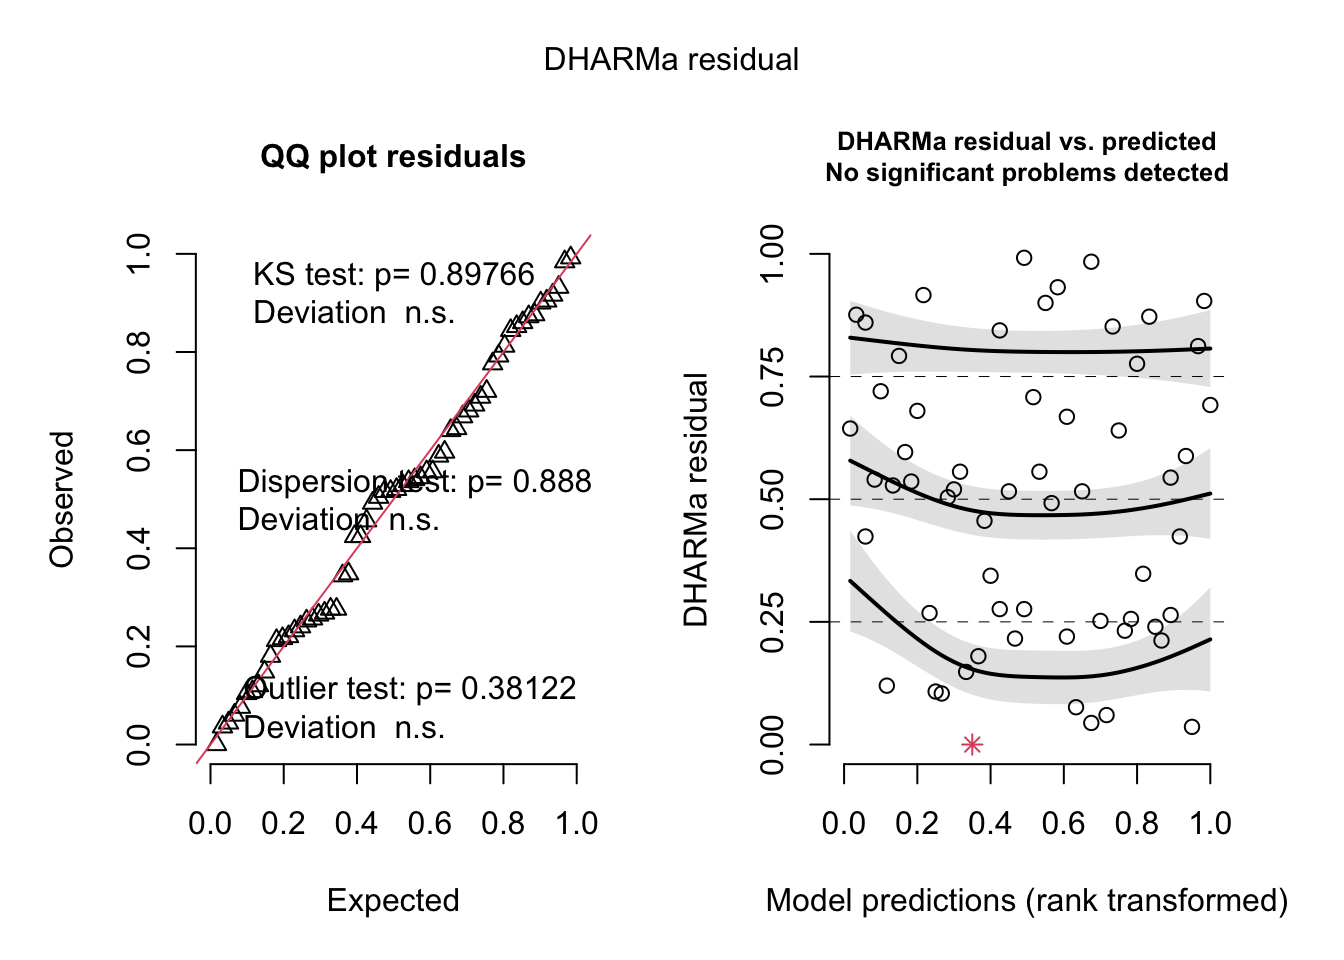 DHARMa residual
QQ plot residuals
KS test: p= 0.89766
Deviation  n.s.
Dispersion test: p= 0.888
Deviation  n.s.
Outlier test: p= 0.38122
Deviation  n.s.
Observed
0.0 0.2 0.4 0.6 0.8 1.0
0.0 0.2 0.4 0.6 0.8 1.0
Expected
DHARMa residual vs. predicted
No significant problems detected
DHARMa residual
0.00 0.25 0.50 0.75 1.00
0.0 0.2 0.4 0.6 0.8 1.0
Model predictions (rank transformed)